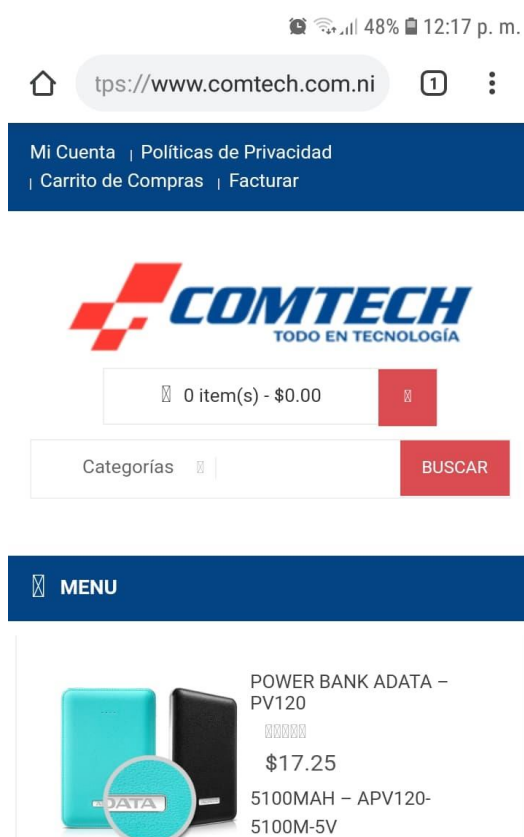 48% 12:17 p. m.
tps://www.comtech.com.ni 1
Mi Cuenta | Políticas de Privacidad
| Carrito de Compras | Facturar
COMTECH
TODO EN TECNOLOGÍA
0 item(s) - $0.00
Categorías BUSCAR
MENU
POWER BANK ADATA –
PV120
$17.25
5100MAH – APV120-
5100M-5V
ADATA